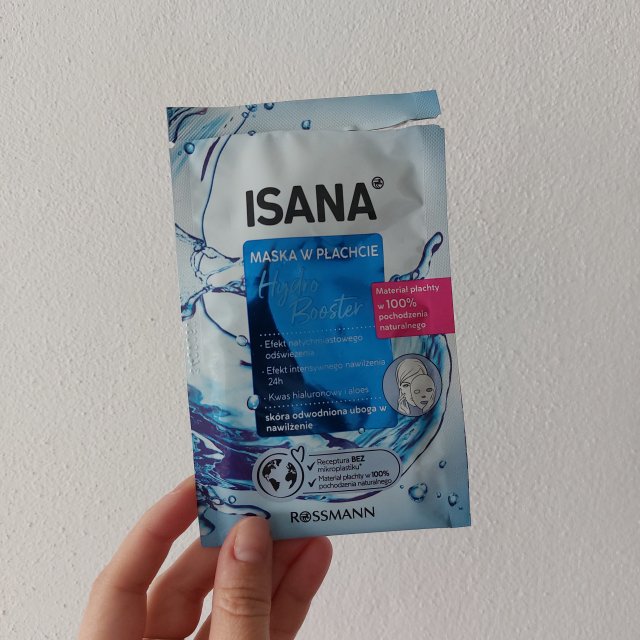 ISANA
MASKA W PŁACHCIE
Hydro
Booster
Materiał płachty
w 100%
pochodzenia
naturalnego
· Efekt natychmiastowego
odświeżenia
· Efekt intensywnego nawilżenie
24h
· Kwas hialuronowy i aloes
skóra odwodniona uboga w
nawilżenie
Receptura BEZ
mikroplastiku*
Materiał płachty w 100%
pochodzenia naturalnego
ROSSMANN